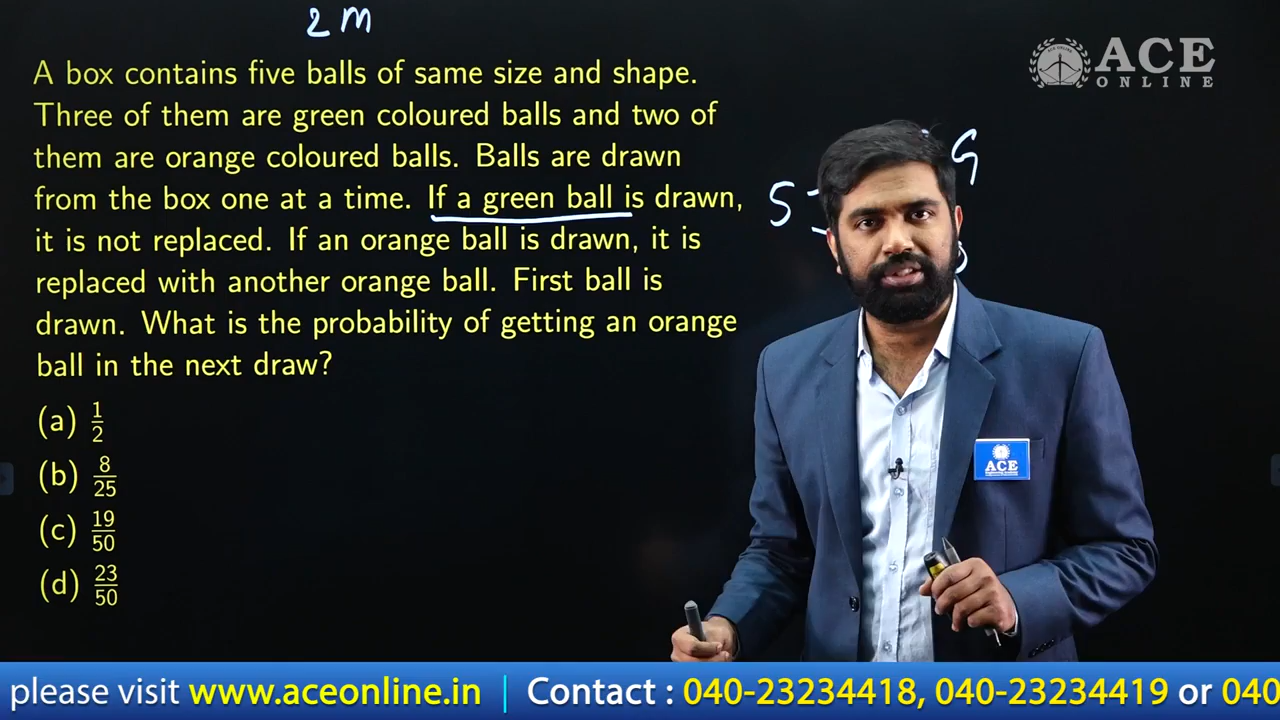 2 M
A box contains five balls of same size and shape.
Three of them are green coloured balls and two of
them are orange coloured balls. Balls are drawn
from the box one at a time. If a green ball is drawn,
it is not replaced. If an orange ball is drawn, it is
replaced with another orange ball. First ball is
drawn. What is the probability of getting an orange
ball in the next draw?
(a) 1/2
(b) 8/25
(c) 19/50
(d) 23/50
5
G
ACE
ONLINE
ACE
please visit www.aceonline.in | Contact : 040-23234418, 040-23234419 or 040